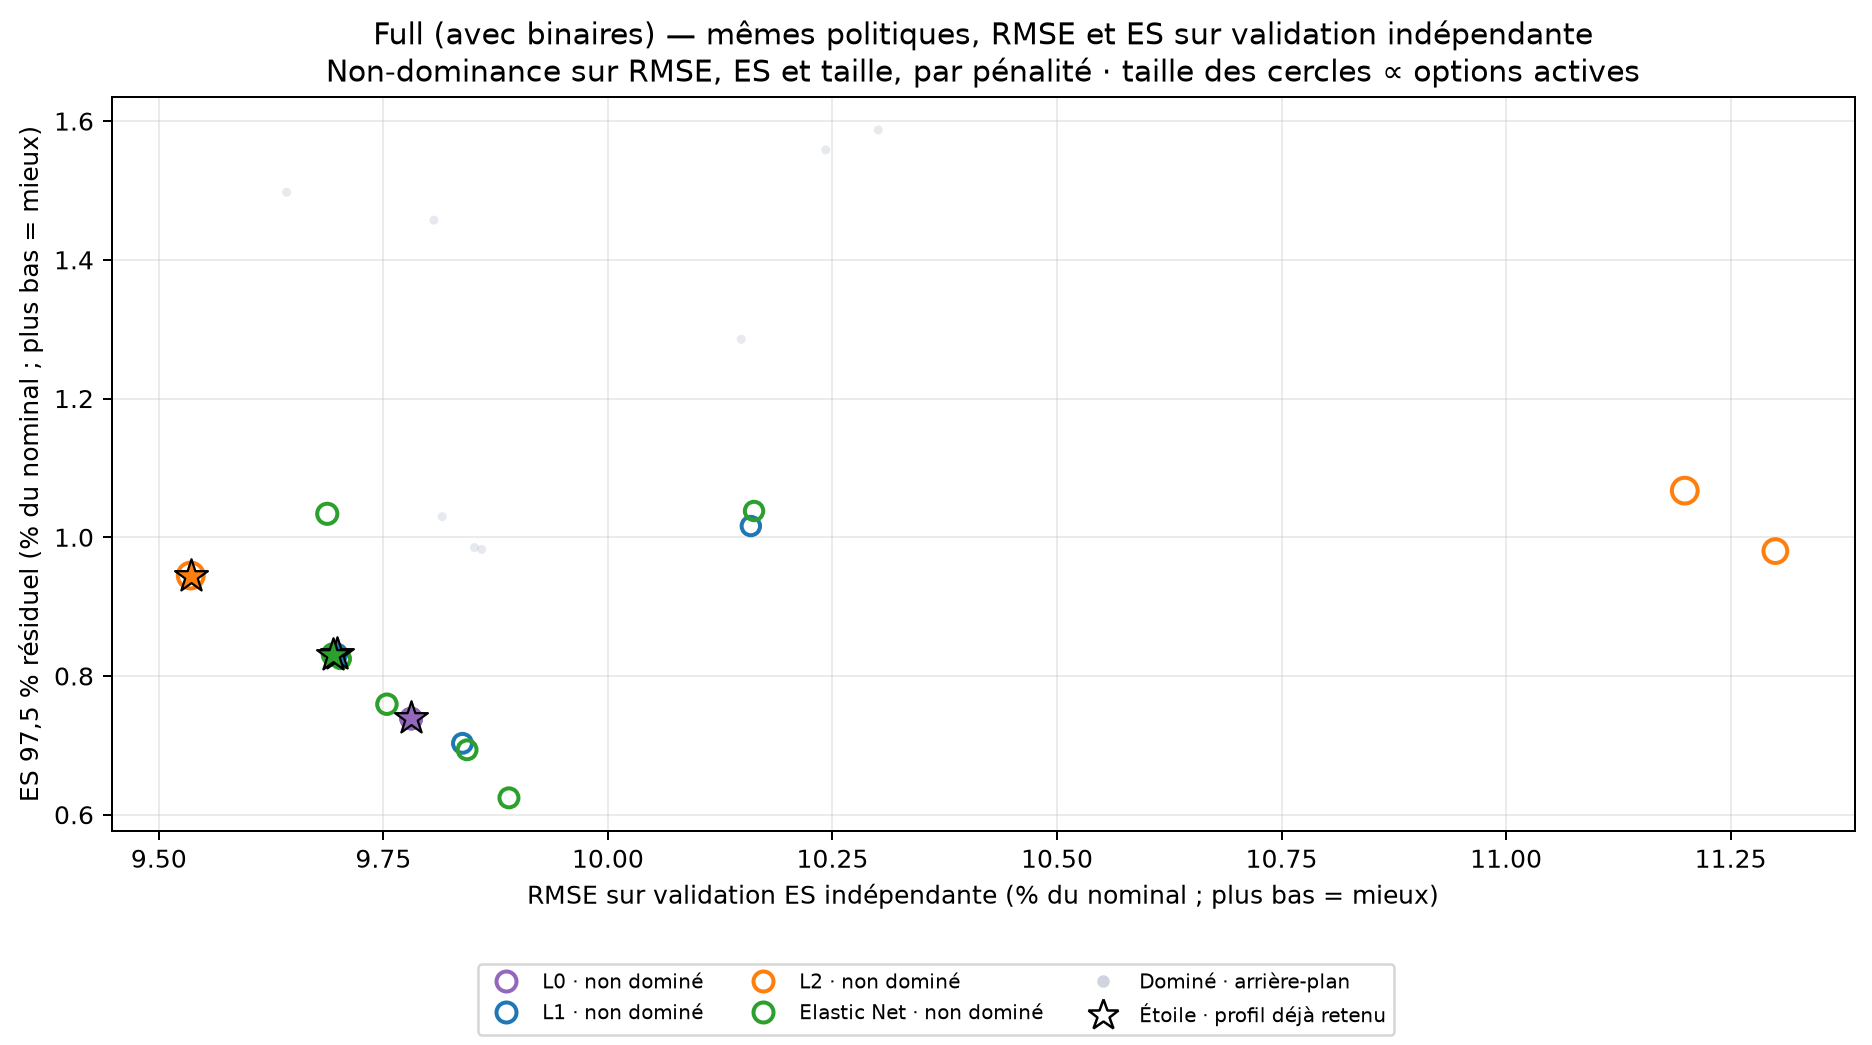 Full (avec binaires) — mêmes politiques, RMSE et ES sur validation indépendante
Non-dominance sur RMSE, ES et taille, par pénalité · taille des cercles ∝ options actives
ES 97,5 % résiduel (% du nominal ; plus bas = mieux)
1.6
1.4
1.2
1.0
0.8
0.6
9.50
9.75
10.00
10.25
10.50
10.75
11.00
11.25
RMSE sur validation ES indépendante (% du nominal ; plus bas = mieux)
L0 · non dominé
L1 · non dominé
L2 · non dominé
Elastic Net · non dominé
Dominé · arrière-plan
Étoile · profil déjà retenu